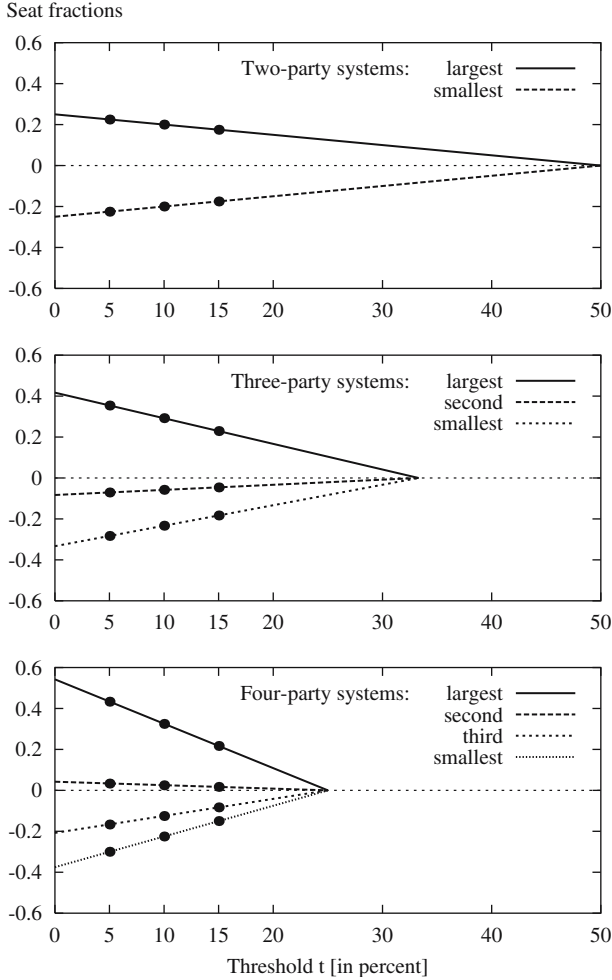 Seat fractions
0.6
Two-party systems: largest
smallest
0.4
0.2
0
-0.2
-0.4
-0.6
0 5 10 15 20 30 40 50
0.6
Three-party systems: largest
second
0.4
smallest
0.2
0
-0.2
-0.4
-0.6
0 5 10 15 20 30 40 50
0.6
Four-party systems: largest
second
0.4
third
smallest
0.2
0
-0.2
-0.4
-0.6
0 5 10 15 20 30 40 50
Threshold t [in percent]